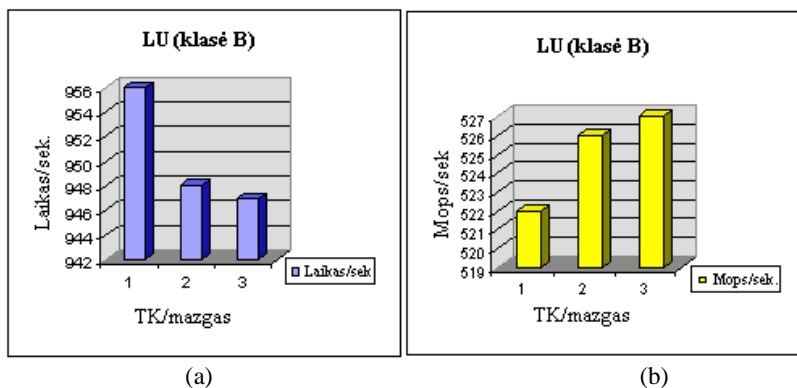 LU (klasė B)
956
954
952
950
948
946
944
942
Laikas/sek.
1 2 3
Laikas/sek
TK/mazgas
(a)
LU (klasė B)
527
526
525
524
523
522
521
520
519
Mops/sek
1 2 3
Mops/sek.
TK/mazgas
(b)